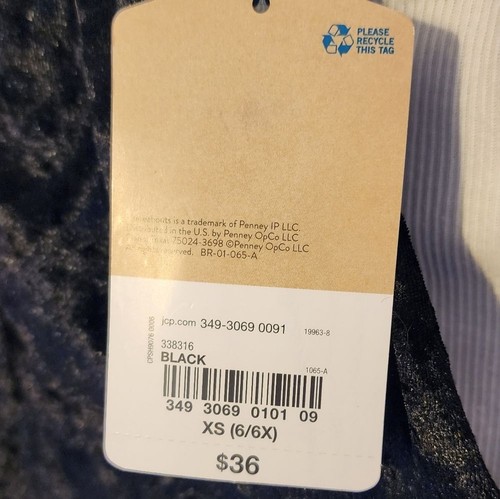 PLEASE
RECYCLE
THIS TAG
is a trademark of Penney IP LLC.
in the U.S. by Penney OpCo LLC
75024-3698 ©Penney OpCo LLC
BR-01-065-A
jcp.com 349-3069 0091
19963-8
338316
BLACK
1065-A
349 3069 0101 09
XS (6/6X)
$36